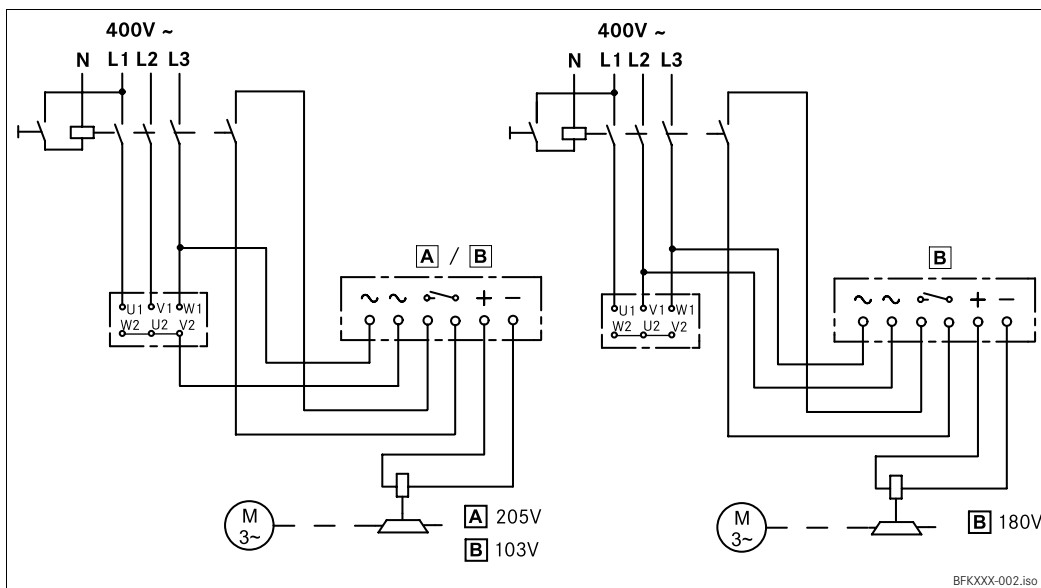 400V ~
N L1 L2 L3
A / B
U1 V1 W1
W2 U2 V2
~ ~ + −
M
3~
A 205V
B 103V
400V ~
N L1 L2 L3
B
U1 V1 W1
W2 U2 V2
~ ~ + −
M
3~
B 180V
BFKXXX-002.iso